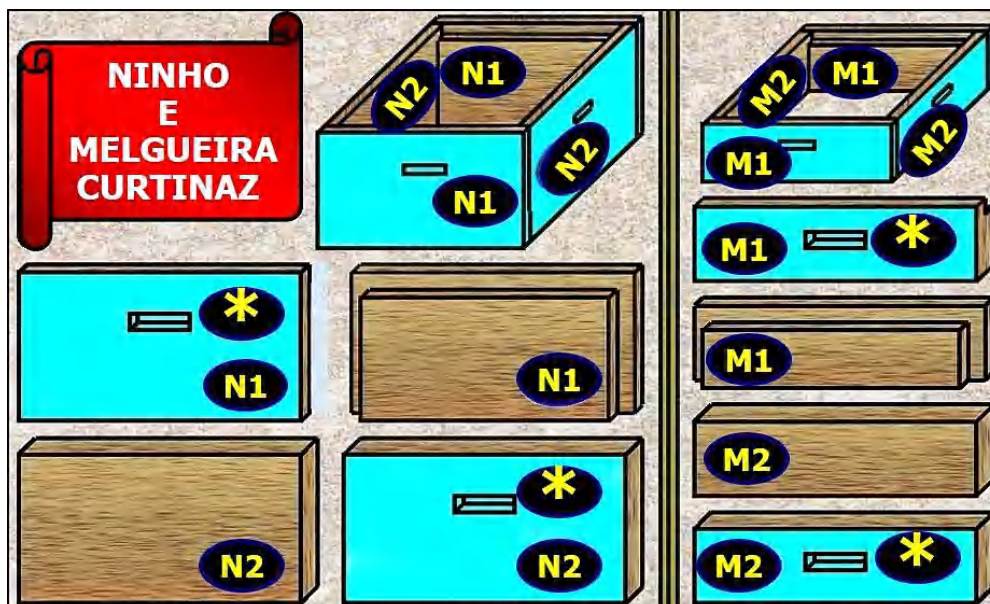 NINHO
E
MELGUEIRA
CURTINAZ
N2 N1
N2
N1
*
N1
N1
N2
*
N2
M2 M1
M1 M2
M1 *
M1
M2
M2 *